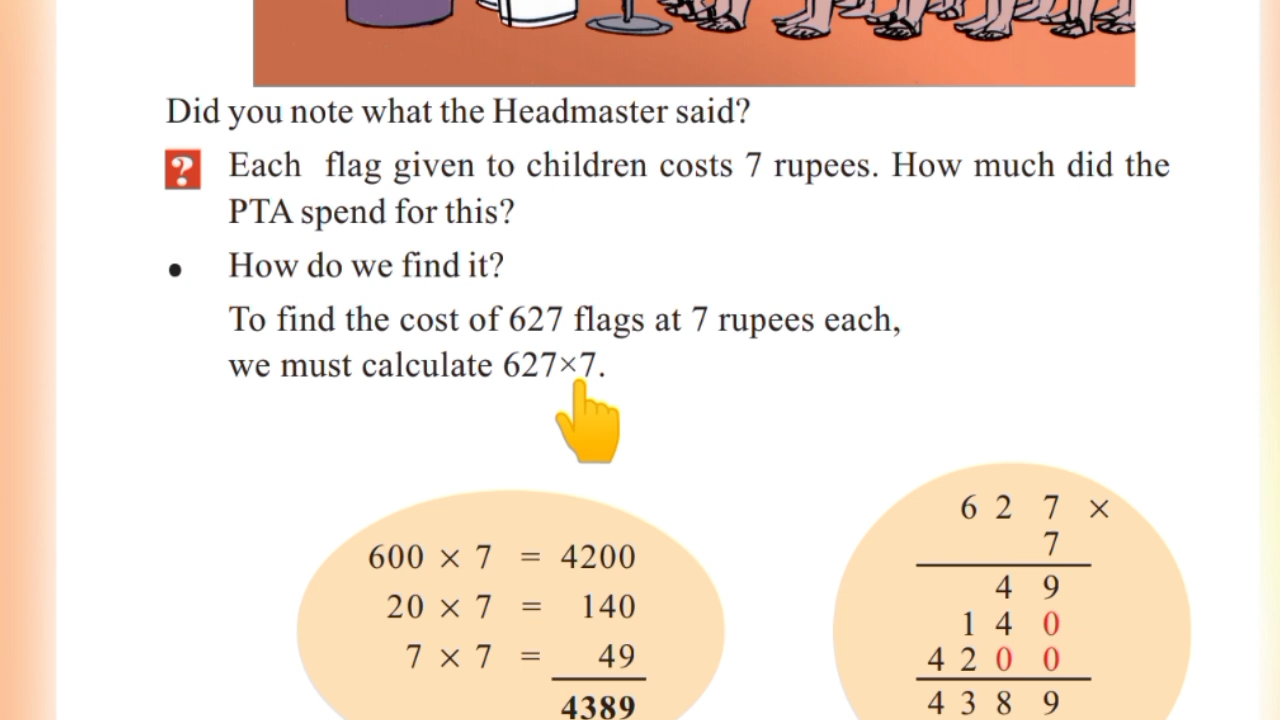 Did you note what the Headmaster said?
? Each flag given to children costs 7 rupees. How much did the
PTA spend for this?
• How do we find it?
To find the cost of 627 flags at 7 rupees each,
we must calculate 627×7.
600 × 7 = 4200
20 × 7 = 140
7 × 7 = 49
4389
6 2 7 ×
7
4 9
1 4 0
4 2 0 0
4 3 8 9